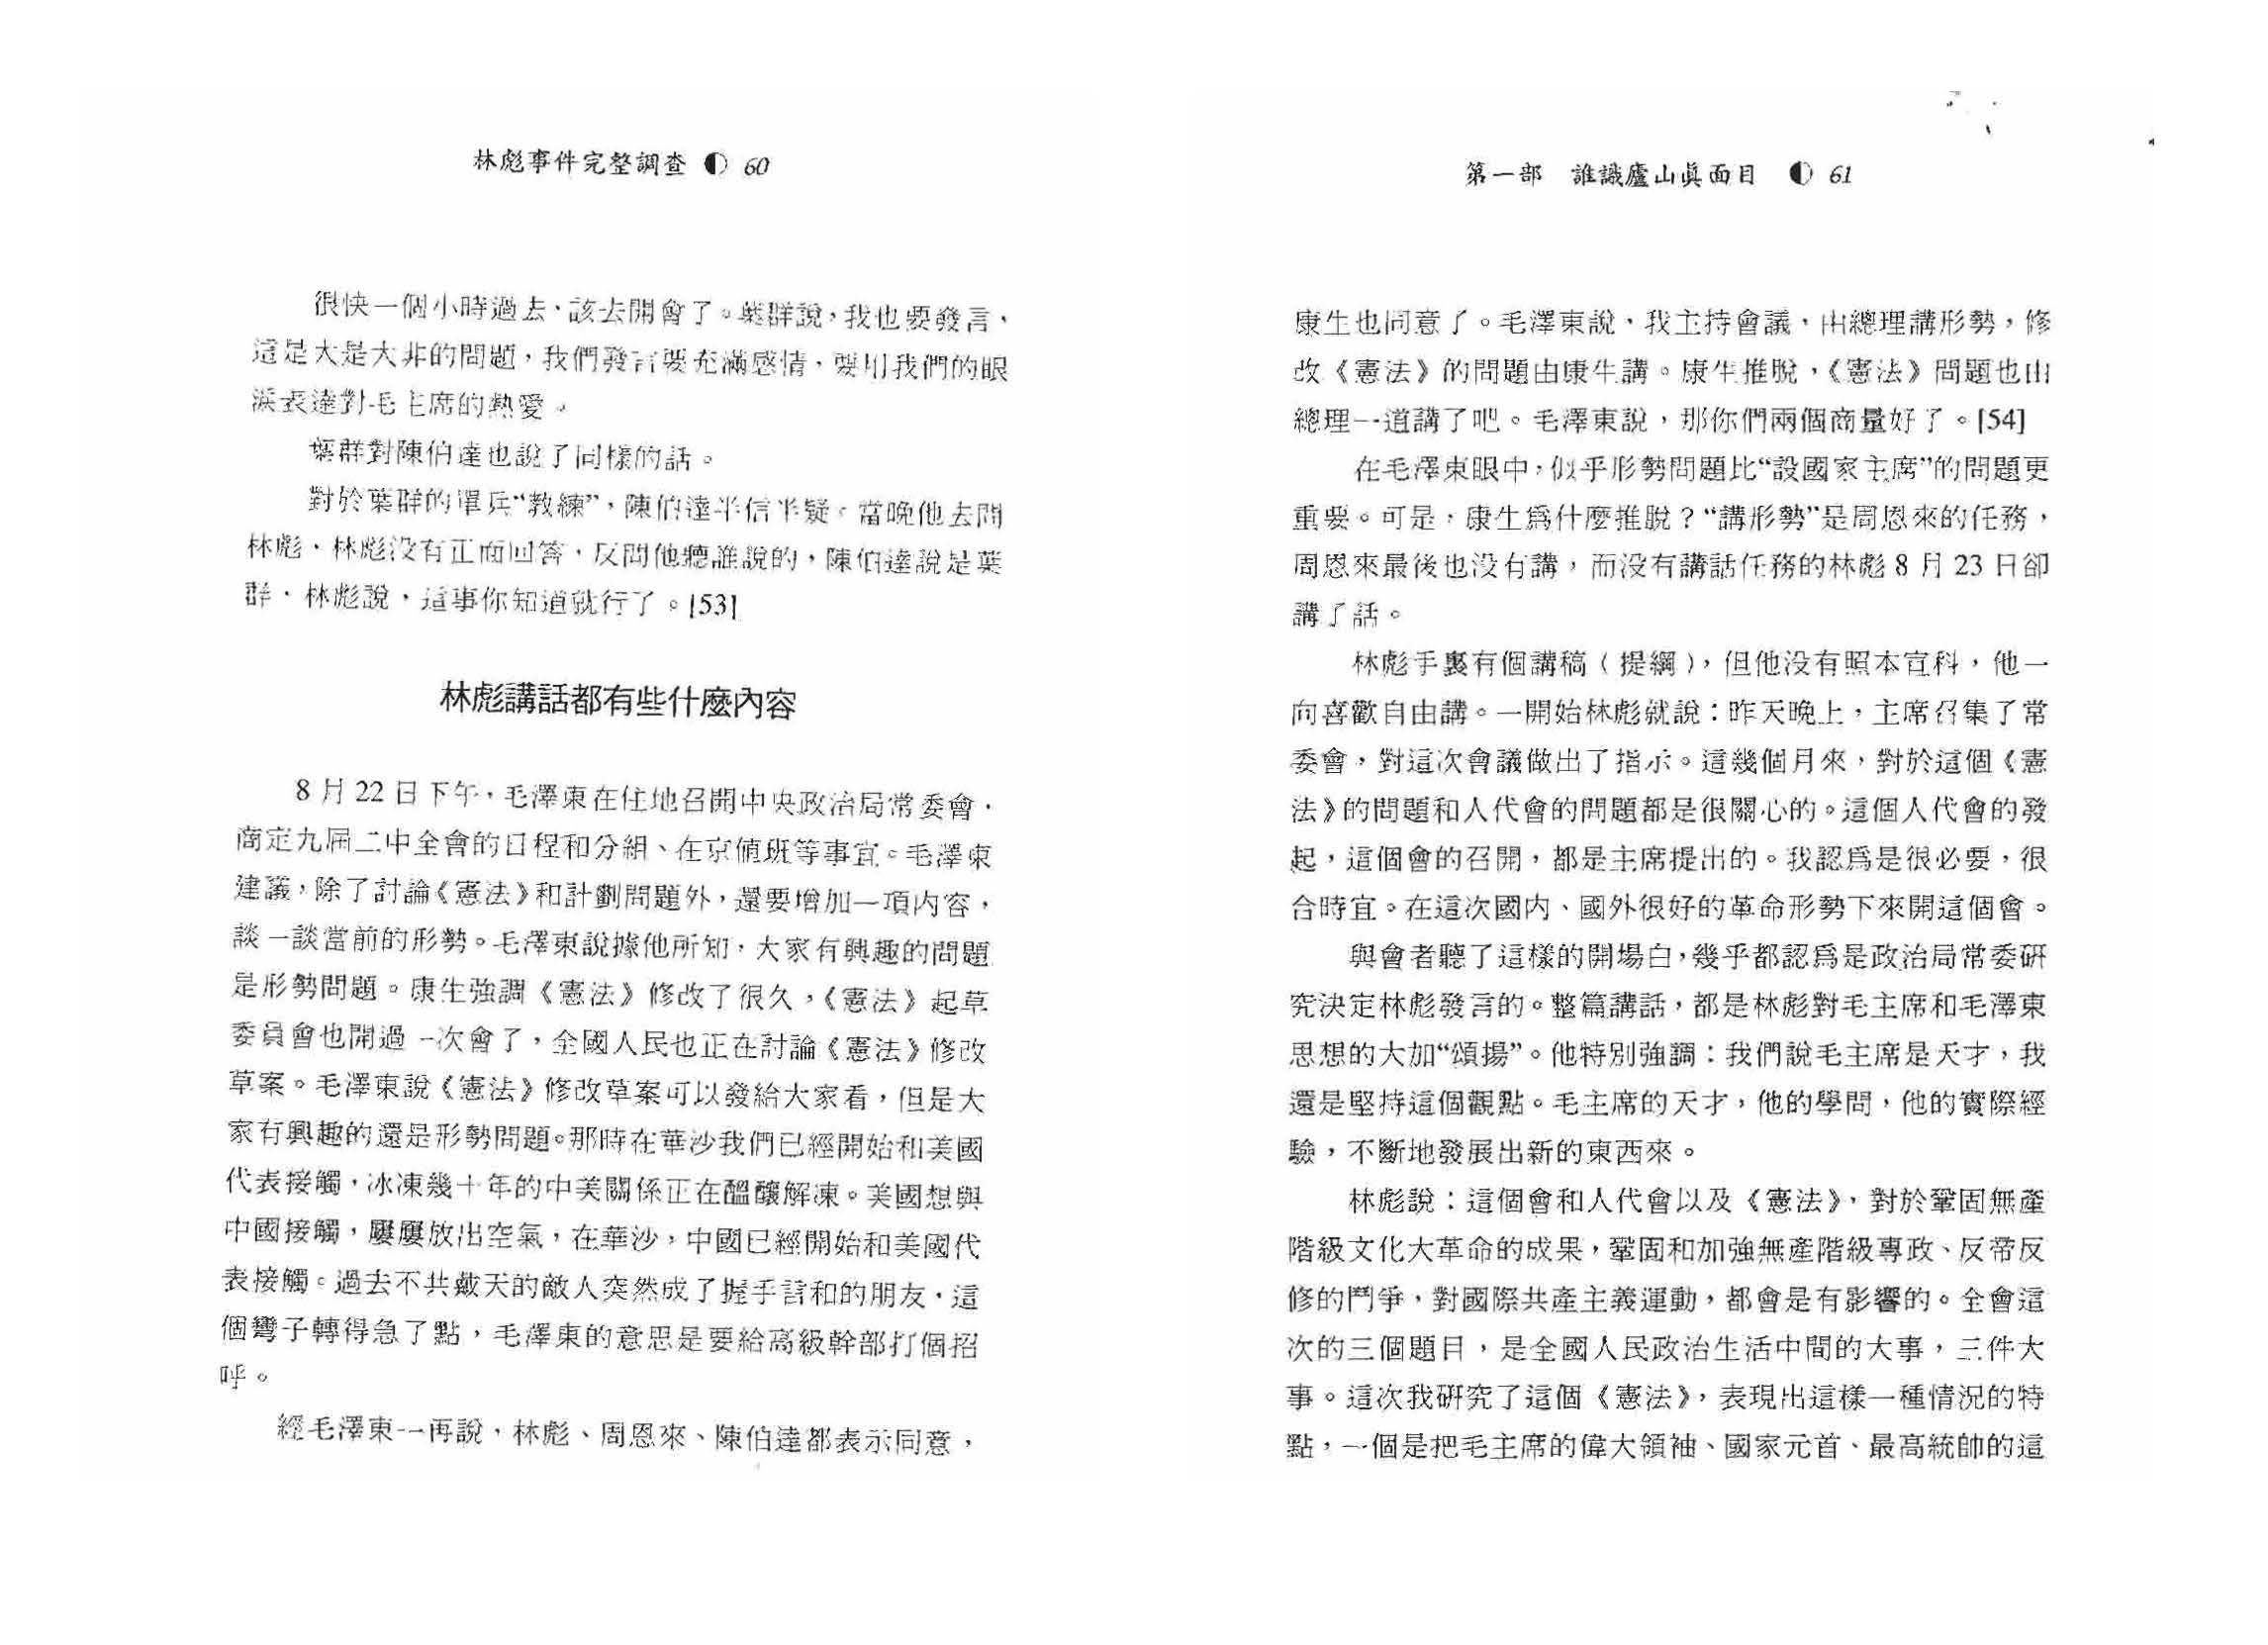 林彪事件完整調查 60
很快一個小時過去，該去開會了。葉群說，我也要發言，
這是大是大非的問題，我們發言要充滿感情，要用我們的眼
淚表達對毛主席的熱愛。
葉群對陳伯達也說了同樣的話。
對於葉群的單兵“教練”，陳伯達半信半疑。當晚他去問
林彪，林彪没有正面回答，反問他聽誰說的，陳伯達說是葉
群，林彪說，這事你知道就行了。[53]
林彪講話都有些什麼內容
8 月 22 日下午，毛澤東在住地召開中央政治局常委會，
商定九屆二中全會的日程和分組、在京值班等事宜。毛澤東
建議，除了討論《憲法》和計劃問題外，還要增加一項内容，
談一談當前的形勢。毛澤東說據他所知，大家有興趣的問題
是形勢問題。康生強調《憲法》修改了很久，《憲法》起草
委員會也開過一次會了，全國人民也正在討論《憲法》修改
草案。毛澤東說《憲法》修改草案可以發給大家看，但是大
家有興趣的還是形勢問題。那時在華沙我們已經開始和美國
代表接觸，冰凍幾十年的中美關係正在醞釀解凍。美國想與
中國接觸，屢屢放出空氣，在華沙，中國已經開始和美國代
表接觸。過去不共戴天的敵人突然成了握手言和的朋友，這
個彎子轉得急了點，毛澤東的意思是要給高級幹部打個招
呼。
經毛澤東一再說，林彪、周恩來、陳伯達都表示同意，
第一部　誰識廬山眞面目 61
康生也同意了。毛澤東說，我主持會議，由總理講形勢，修
改《憲法》的問題由康生講。康生推脫，《憲法》問題也由
總理一道講了吧。毛澤東說，那你們兩個商量好了。[54]
在毛澤東眼中，似乎形勢問題比“設國家主席”的問題更
重要。可是，康生爲什麼推脫？“講形勢”是周恩來的任務，
周恩來最後也没有講，而没有講話任務的林彪 8 月 23 日卻
講了話。
林彪手裏有個講稿（提綱），但他没有照本宣科，他一
向喜歡自由講。一開始林彪就說：昨天晚上，主席召集了常
委會，對這次會議做出了指示。這幾個月來，對於這個《憲
法》的問題和人代會的問題都是很關心的。這個人代會的發
起，這個會的召開，都是主席提出的。我認爲是很必要，很
合時宜。在這次國内、國外很好的革命形勢下來開這個會。
與會者聽了這樣的開場白，幾乎都認爲是政治局常委研
究決定林彪發言的。整篇講話，都是林彪對毛主席和毛澤東
思想的大加“頌揚”。他特別強調：我們說毛主席是天才，我
還是堅持這個觀點。毛主席的天才，他的學問，他的實際經
驗，不斷地發展出新的東西來。
林彪說：這個會和人代會以及《憲法》，對於鞏固無產
階級文化大革命的成果，鞏固和加強無產階級專政、反帝反
修的鬥爭，對國際共產主義運動，都會是有影響的。全會這
次的三個題目，是全國人民政治生活中間的大事，三件大
事。這次我研究了這個《憲法》，表現出這樣一種情況的特
點，一個是把毛主席的偉大領袖、國家元首、最高統帥的這